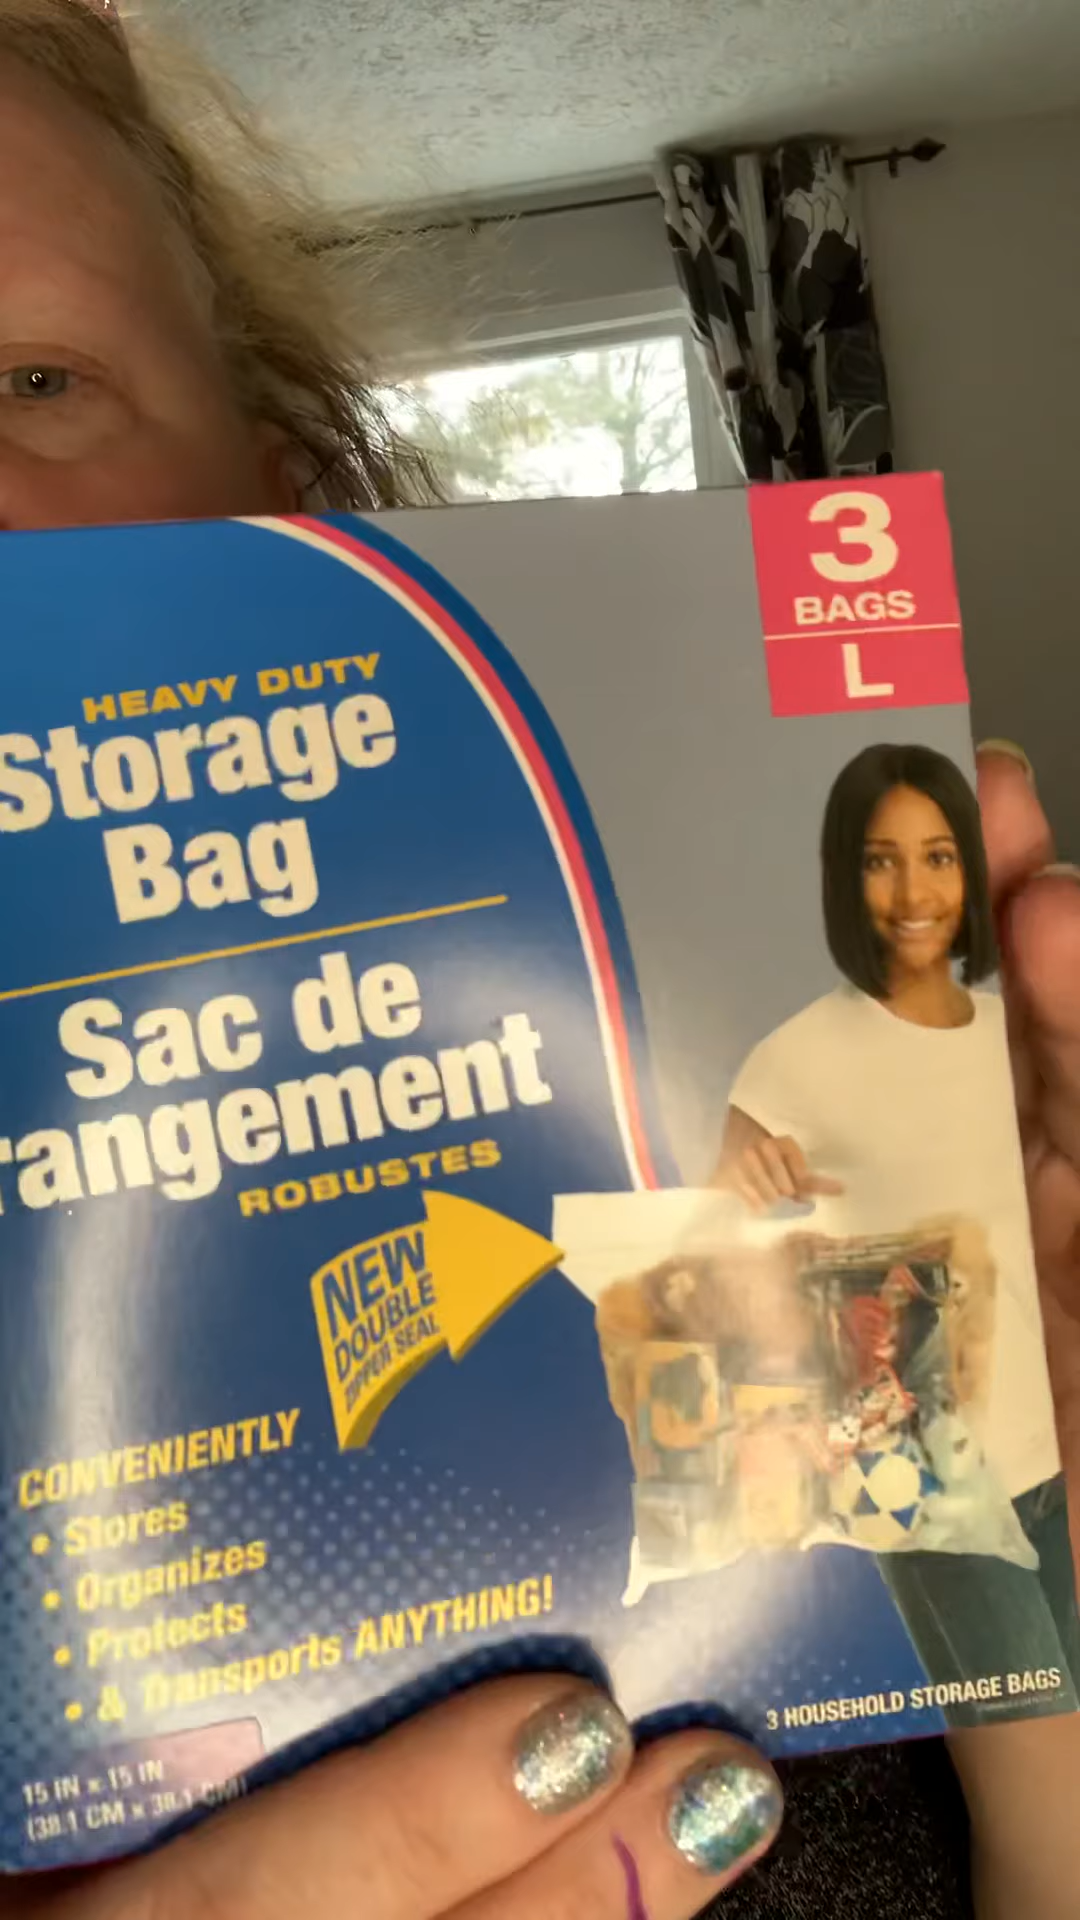 3
BAGS
L
HEAVY DUTY
Storage
Bag
Sac de
rangement
ROBUSTES
NEW
DOUBLE
ZIPPER SEAL
CONVENIENTLY
• Stores
• Organizes
• Protects
• & Transports ANYTHING!
15 IN x 15 IN
(38.1 CM x 38.1 CM)
3 HOUSEHOLD STORAGE BAGS